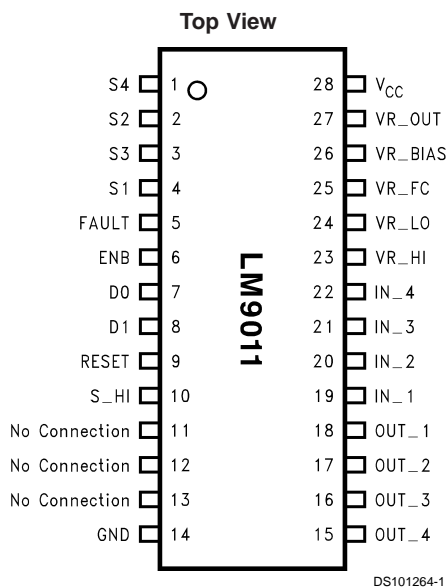 Top View
S4 1 28 VCC
S2 2 27 VR_OUT
S3 3 26 VR_BIAS
S1 4 25 VR_FC
FAULT 5 24 VR_LO
ENB 6 23 VR_HI
D0 7 22 IN_4
D1 8 21 IN_3
RESET 9 20 IN_2
S_HI 10 19 IN_1
No Connection 11 18 OUT_1
No Connection 12 17 OUT_2
No Connection 13 16 OUT_3
GND 14 15 OUT_4
LM9011
DS101264-1